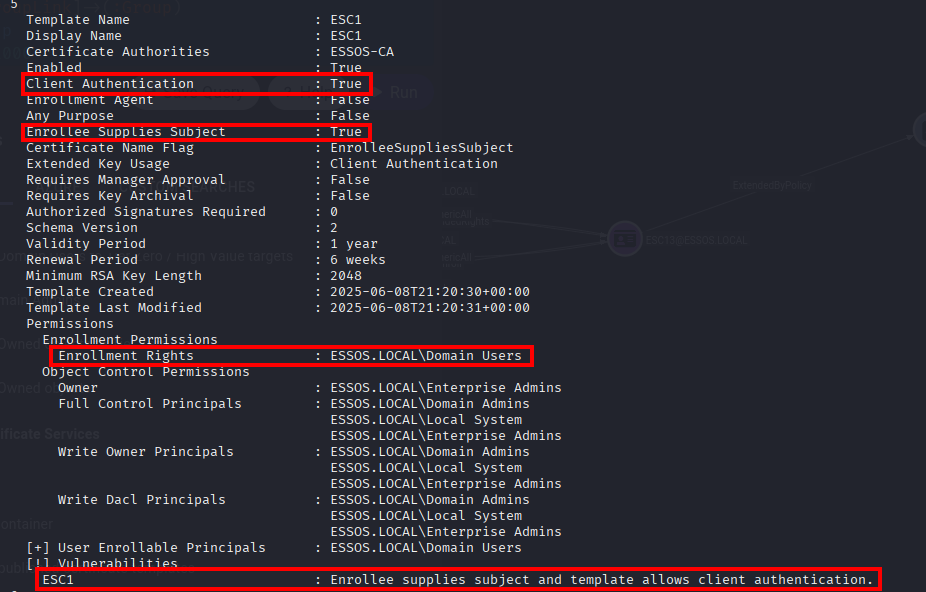 5
Template Name : ESC1
Display Name : ESC1
Certificate Authorities : ESSOS-CA
Enabled : True
Client Authentication : True
Enrollment Agent : False
Run
Any Purpose : False
Enrollee Supplies Subject : True
Certificate Name Flag : EnrolleeSuppliesSubject
Extended Key Usage : Client Authentication
Requires Manager Approval : False
Requires Key Archival : False
Authorized Signatures Required : 0
Schema Version : 2
Validity Period : 1 year
Renewal Period : 6 weeks
Minimum RSA Key Length : 2048
Template Created : 2025-06-08T21:20:30+00:00
Template Last Modified : 2025-06-08T21:20:31+00:00
Permissions
Enrollment Permissions
Enrollment Rights : ESSOS.LOCAL\Domain Users
Object Control Permissions
Owner : ESSOS.LOCAL\Enterprise Admins
Full Control Principals : ESSOS.LOCAL\Domain Admins
ESSOS.LOCAL\Local System
ESSOS.LOCAL\Enterprise Admins
Write Owner Principals : ESSOS.LOCAL\Domain Admins
ESSOS.LOCAL\Local System
ESSOS.LOCAL\Enterprise Admins
Write Dacl Principals : ESSOS.LOCAL\Domain Admins
ESSOS.LOCAL\Local System
ESSOS.LOCAL\Enterprise Admins
[+] User Enrollable Principals : ESSOS.LOCAL\Domain Users
[!] Vulnerabilities
ESC1 : Enrollee supplies subject and template allows client authentication.